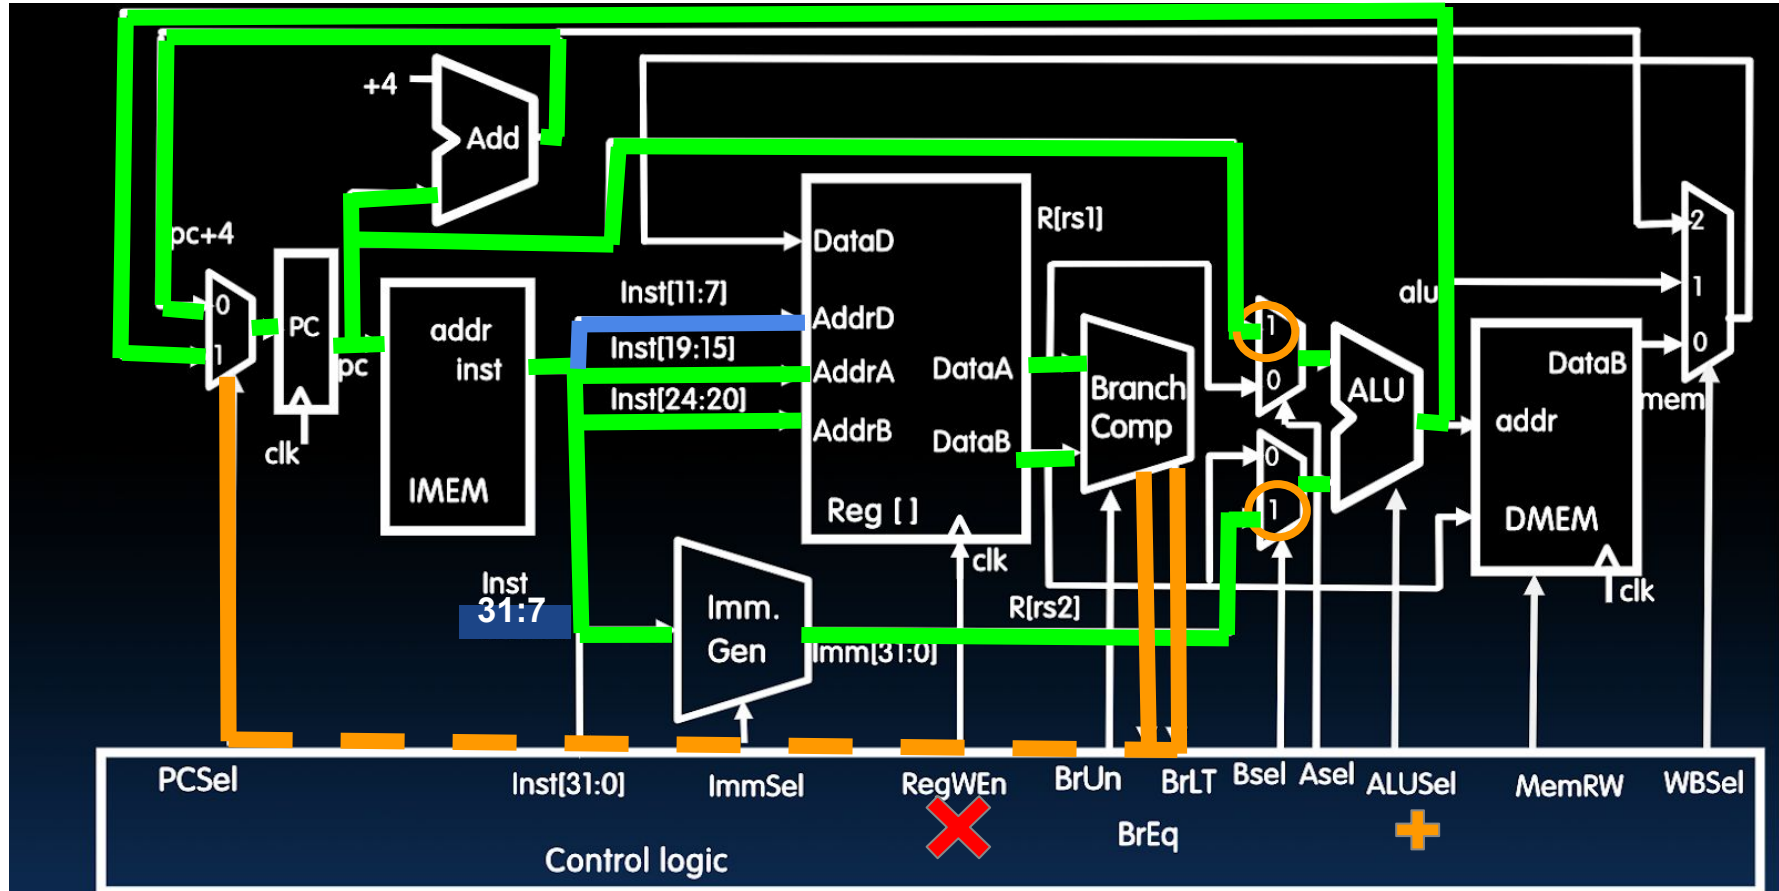 +4
Add
pc+4
R[rs1]
DataD
0
1
PC
pc
clk
addr
inst
IMEM
Inst[11:7]
AddrD
Inst[19:15]
AddrA
Inst[24:20]
AddrB
DataA
DataB
Reg [ ]
clk
Branch
Comp
1
0
0
1
ALU
alu
2
1
0
DataB
mem
addr
DMEM
clk
Inst
31:7
Imm.
Gen
Imm[31:0]
R[rs2]
PCSel
Inst[31:0]
ImmSel
RegWEn
BrUn
BrLT
Bsel
Asel
ALUSel
MemRW
WBSel
BrEq
Control logic